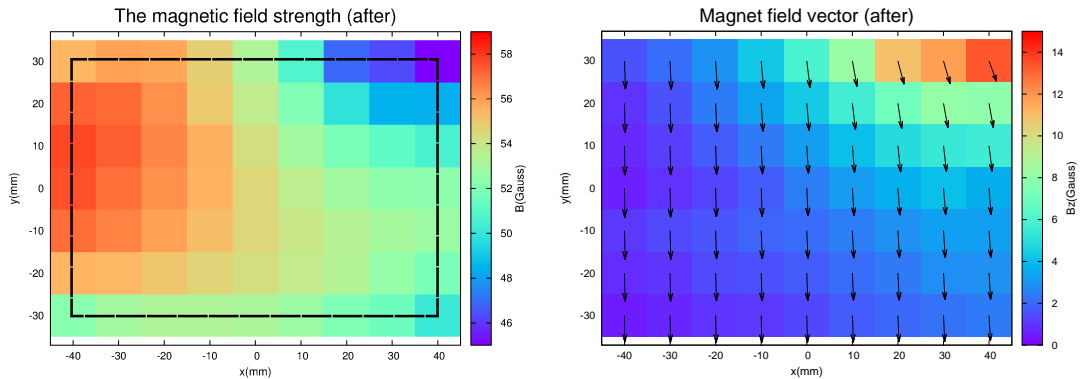 The magnetic field strength (after)
30
20
10
0
-10
-20
-30
y(mm)
-40 -30 -20 -10 0 10 20 30 40
x(mm)
58
56
54
52
50
48
46
B(Gauss)
Magnet field vector (after)
30
20
10
0
-10
-20
-30
y(mm)
-40 -30 -20 -10 0 10 20 30 40
x(mm)
14
12
10
8
6
4
2
0
Bz(Gauss)